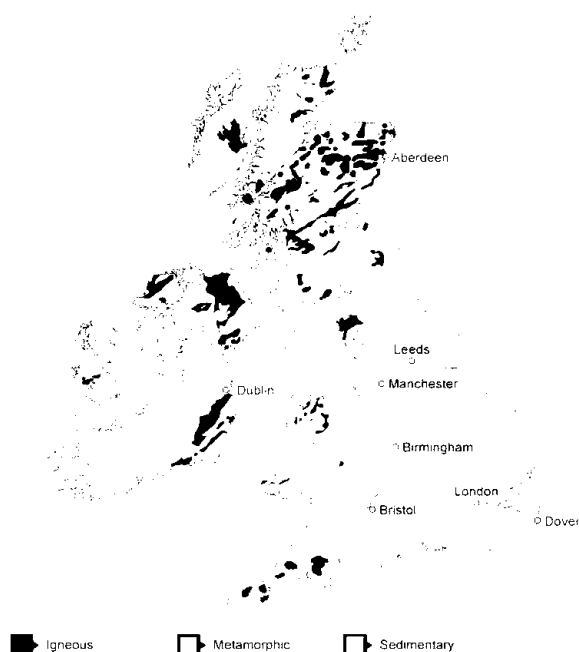 Aberdeen
Leeds
Manchester
Dublin
Birmingham
London
Bristol
Dover
Igneous Metamorphic Sedimentary